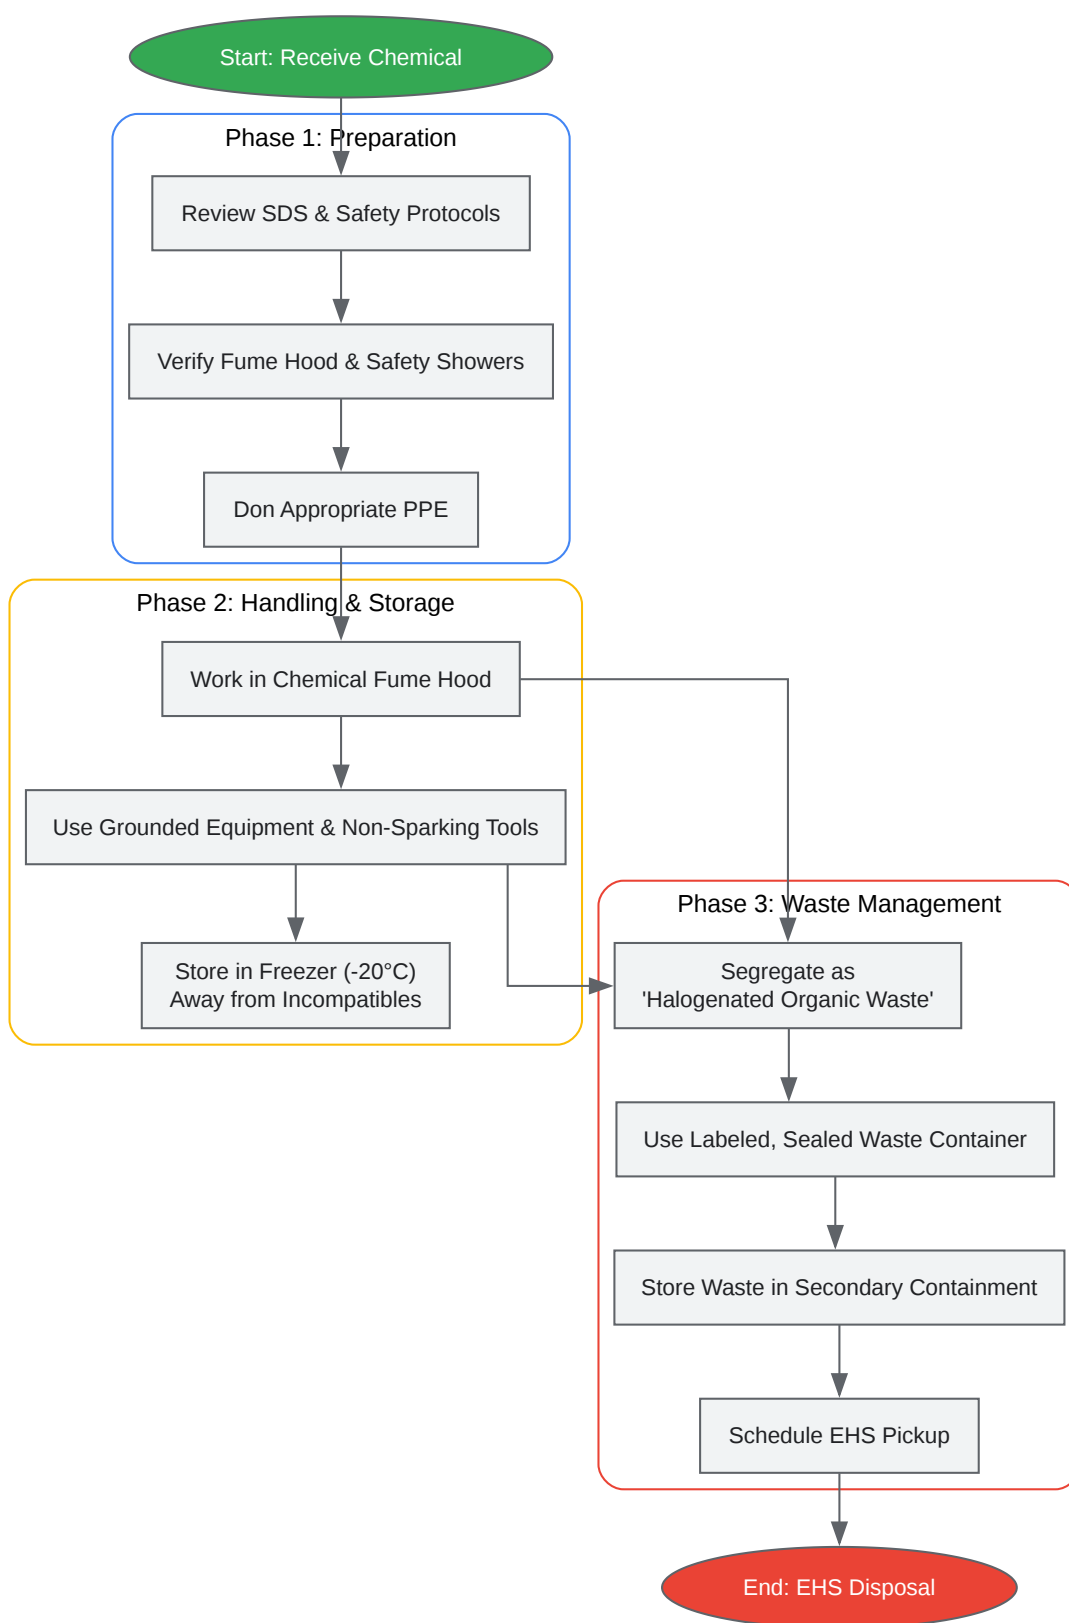 Start: Receive Chemical
Phase 1: Preparation
Review SDS & Safety Protocols
Verify Fume Hood & Safety Showers
Don Appropriate PPE
Phase 2: Handling & Storage
Work in Chemical Fume Hood
Use Grounded Equipment & Non-Sparking Tools
Store in Freezer (-20°C)
Away from Incompatibles
Phase 3: Waste Management
Segregate as
'Halogenated Organic Waste'
Use Labeled, Sealed Waste Container
Store Waste in Secondary Containment
Schedule EHS Pickup
End: EHS Disposal